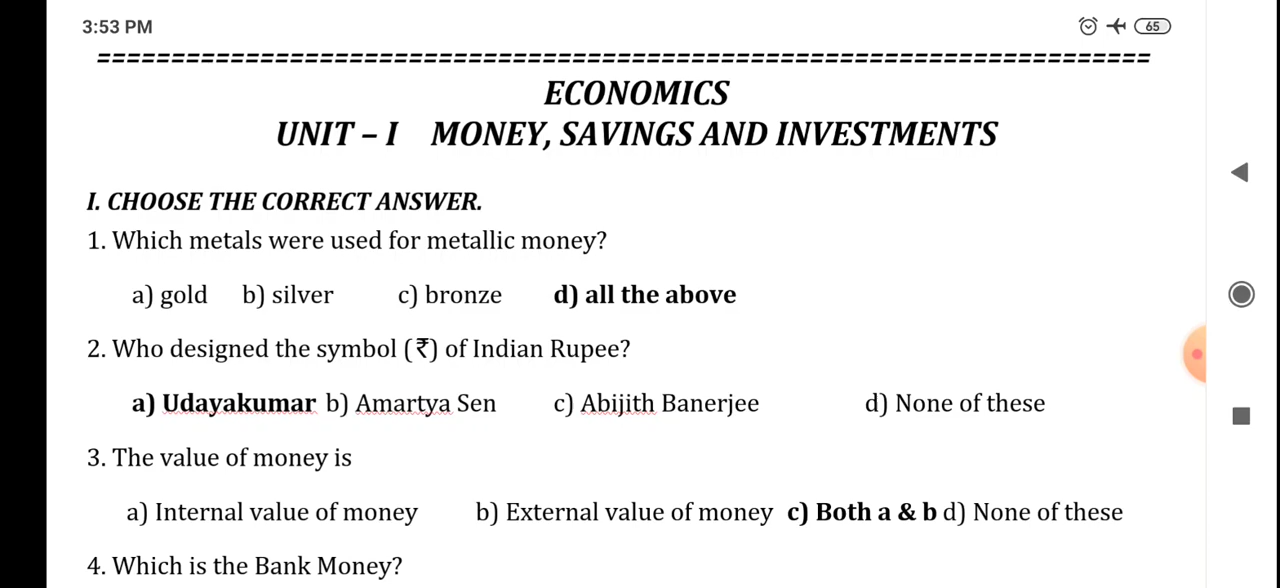 3:53 PM 65
======================================================================
ECONOMICS
UNIT – I MONEY, SAVINGS AND INVESTMENTS
I. CHOOSE THE CORRECT ANSWER.
1. Which metals were used for metallic money?
a) gold b) silver c) bronze d) all the above
2. Who designed the symbol (₹) of Indian Rupee?
a) Udayakumar b) Amartya Sen c) Abijith Banerjee d) None of these
3. The value of money is
a) Internal value of money b) External value of money c) Both a & b d) None of these
4. Which is the Bank Money?